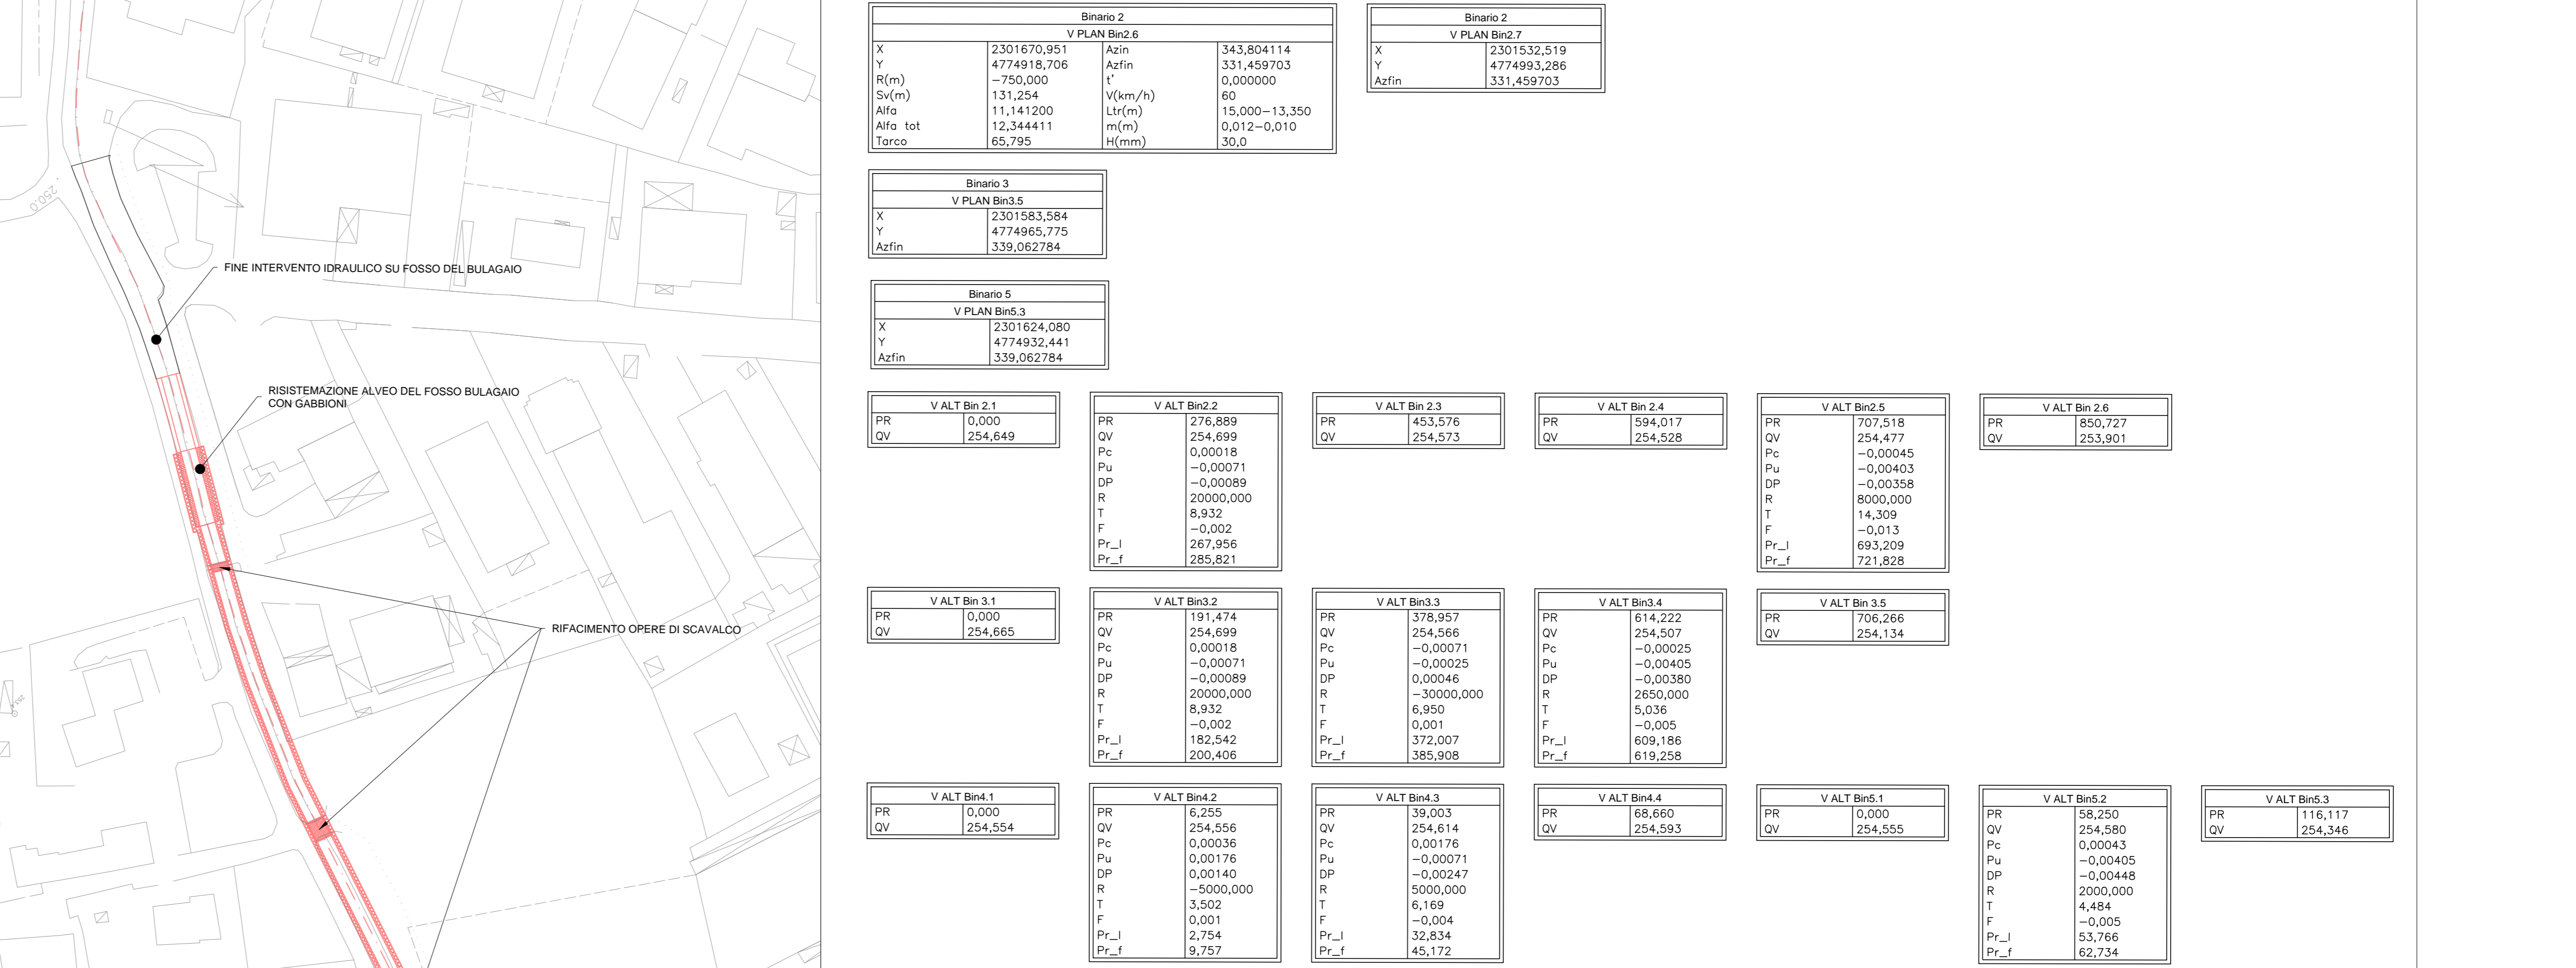 250.0
FINE INTERVENTO IDRAULICO SU FOSSO DEL BULAGAIO
RISISTEMAZIONE ALVEO DEL FOSSO BULAGAIO
CON GABBIONI
RIFACIMENTO OPERE DI SCAVALCO
Binario 2
V PLAN Bin2.6
X 2301670,951 Azin 343,804114
Y 4774918,706 Azfin 331,459703
R(m) −750,000 t' 0,000000
Sv(m) 131,254 V(km/h) 60
Alfa 11,141200 Ltr(m) 15,000−13,350
Alfa tot 12,344411 m(m) 0,012−0,010
Tarco 65,795 H(mm) 30,0
Binario 2
V PLAN Bin2.7
X 2301532,519
Y 4774993,286
Azfin 331,459703
Binario 3
V PLAN Bin3.5
X 2301583,584
Y 4774965,775
Azfin 339,062784
Binario 5
V PLAN Bin5.3
X 2301624,080
Y 4774932,441
Azfin 339,062784
V ALT Bin 2.1
PR 0,000
QV 254,649
V ALT Bin2.2
PR 276,889
QV 254,699
Pc 0,00018
Pu −0,00071
DP −0,00089
R 20000,000
T 8,932
F −0,002
Pr_I 267,956
Pr_f 285,821
V ALT Bin 2.3
PR 453,576
QV 254,573
V ALT Bin 2.4
PR 594,017
QV 254,528
V ALT Bin2.5
PR 707,518
QV 254,477
Pc −0,00045
Pu −0,00403
DP −0,00358
R 8000,000
T 14,309
F −0,013
Pr_I 693,209
Pr_f 721,828
V ALT Bin 2.6
PR 850,727
QV 253,901
V ALT Bin 3.1
PR 0,000
QV 254,665
V ALT Bin3.2
PR 191,474
QV 254,699
Pc 0,00018
Pu −0,00071
DP −0,00089
R 20000,000
T 8,932
F −0,002
Pr_I 182,542
Pr_f 200,406
V ALT Bin3.3
PR 378,957
QV 254,566
Pc −0,00071
Pu −0,00025
DP 0,00046
R −30000,000
T 6,950
F 0,001
Pr_I 372,007
Pr_f 385,908
V ALT Bin3.4
PR 614,222
QV 254,507
Pc −0,00025
Pu −0,00405
DP −0,00380
R 2650,000
T 5,036
F −0,005
Pr_I 609,186
Pr_f 619,258
V ALT Bin 3.5
PR 706,266
QV 254,134
V ALT Bin4.1
PR 0,000
QV 254,554
V ALT Bin4.2
PR 6,255
QV 254,556
Pc 0,00036
Pu 0,00176
DP 0,00140
R −5000,000
T 3,502
F 0,001
Pr_I 2,754
Pr_f 9,757
V ALT Bin4.3
PR 39,003
QV 254,614
Pc 0,00176
Pu −0,00071
DP −0,00247
R 5000,000
T 6,169
F −0,004
Pr_I 32,834
Pr_f 45,172
V ALT Bin4.4
PR 68,660
QV 254,593
V ALT Bin5.1
PR 0,000
QV 254,555
V ALT Bin5.2
PR 58,250
QV 254,580
Pc 0,00043
Pu −0,00405
DP −0,00448
R 2000,000
T 4,484
F −0,005
Pr_I 53,766
Pr_f 62,734
V ALT Bin5.3
PR 116,117
QV 254,346